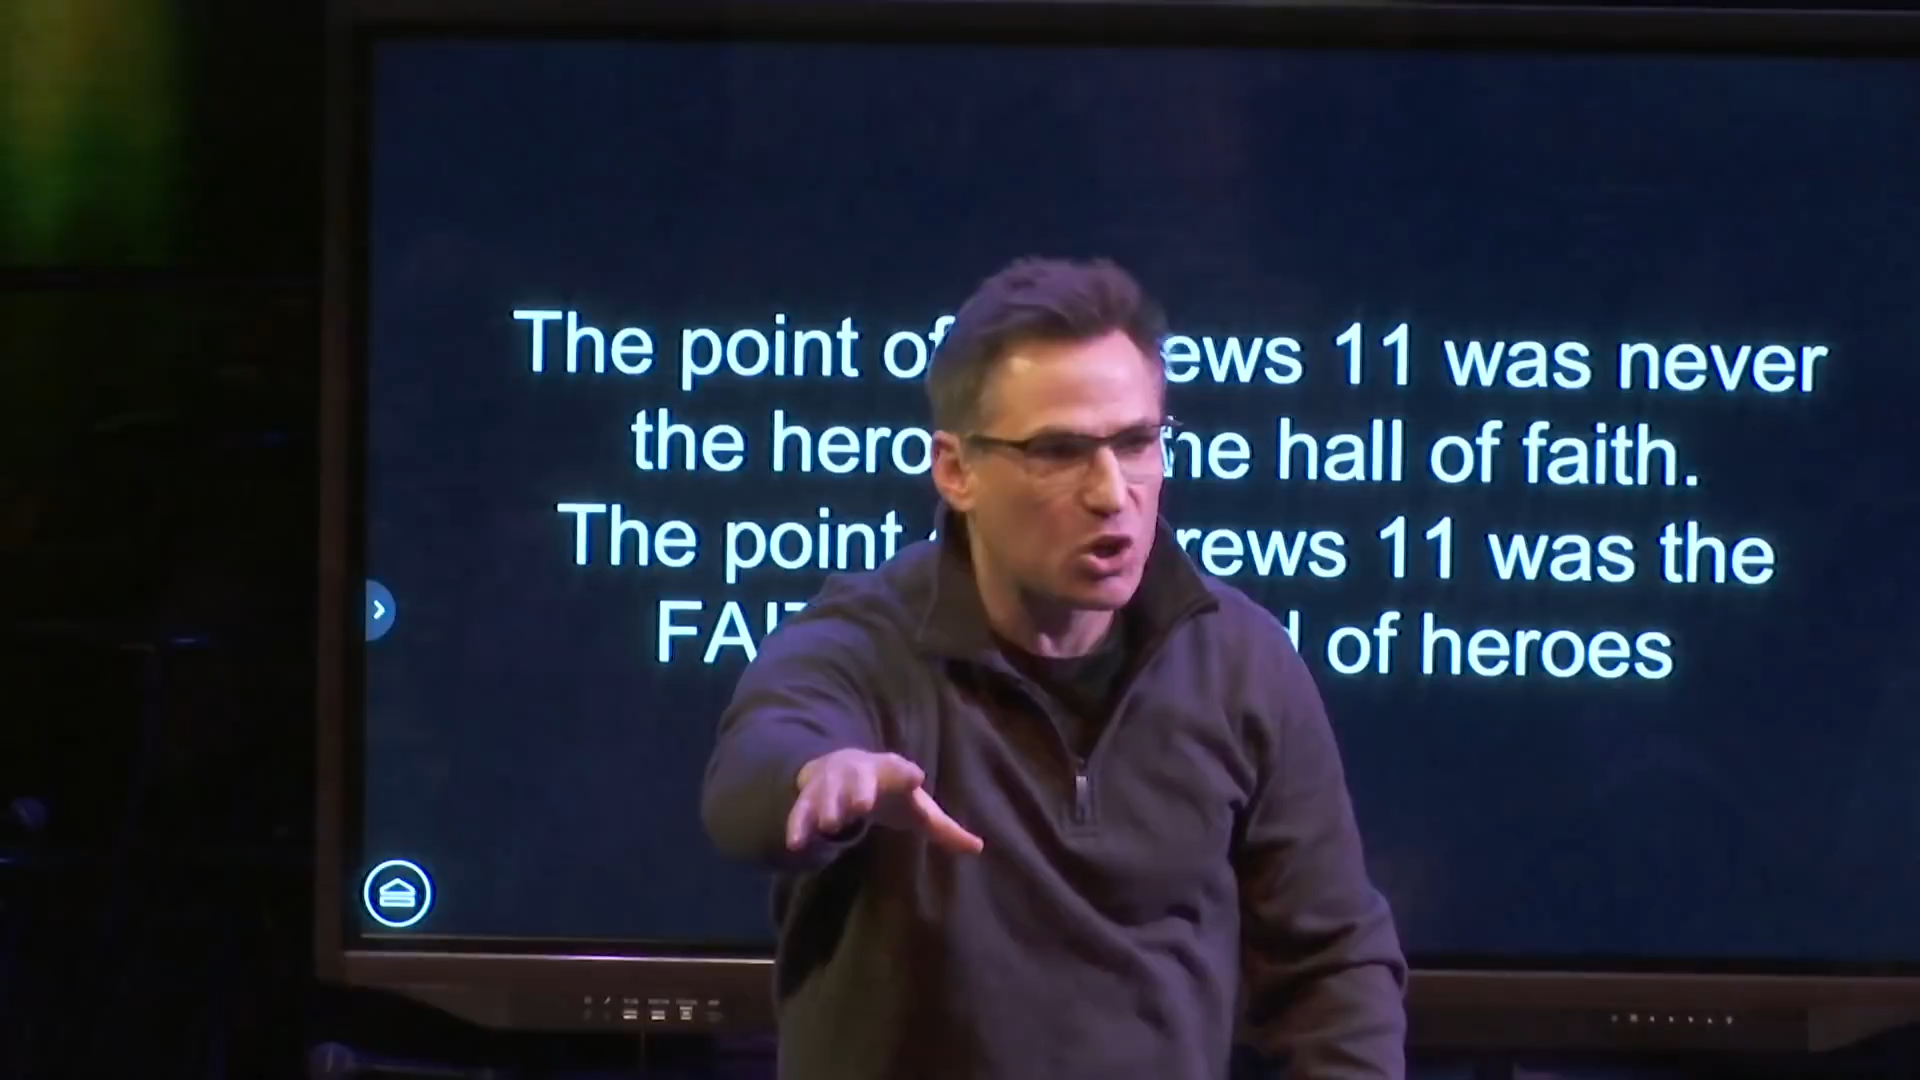 The point of ews 11 was never
the hero he hall of faith.
The point rews 11 was the
FAI of heroes